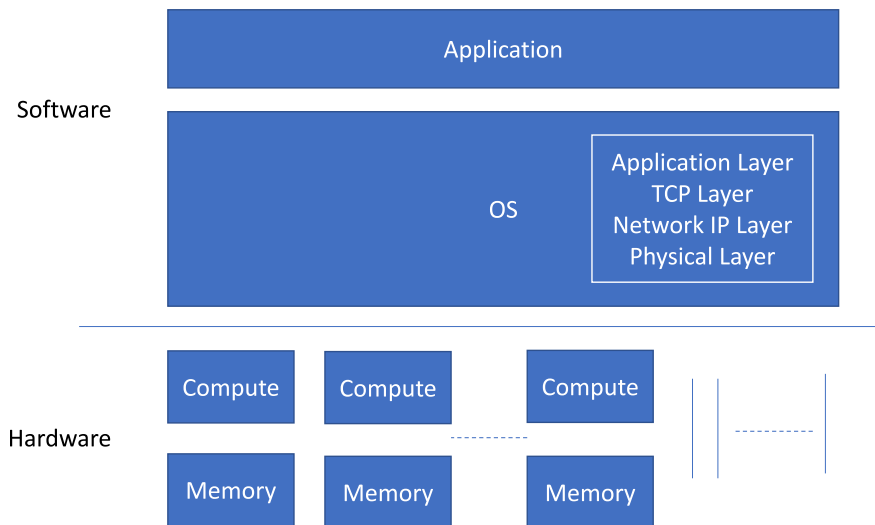 Application
Software
OS
Application Layer
TCP Layer
Network IP Layer
Physical Layer
Compute
Compute
Compute
Hardware
Memory
Memory
Memory